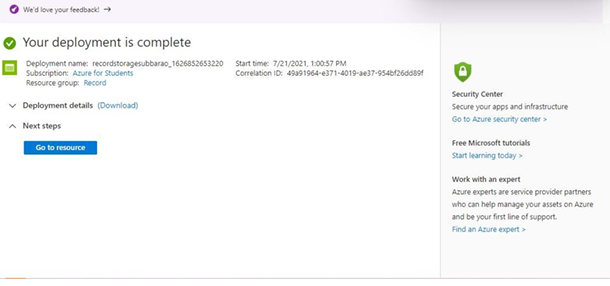 We'd love your feedback! →
Your deployment is complete
Deployment name: recordstoragesubbarao_1626852653220 Start time: 7/21/2021, 1:00:57 PM
Subscription: Azure for Students Correlation ID: 49a91964-e371-4019-ae37-954bf26dd89f
Resource group: Record
Deployment details (Download)
Next steps
Go to resource
Security Center
Secure your apps and infrastructure
Go to Azure security center >
Free Microsoft tutorials
Start learning today >
Work with an expert
Azure experts are service provider partners
who can help manage your assets on Azure
and be your first line of support.
Find an Azure expert >